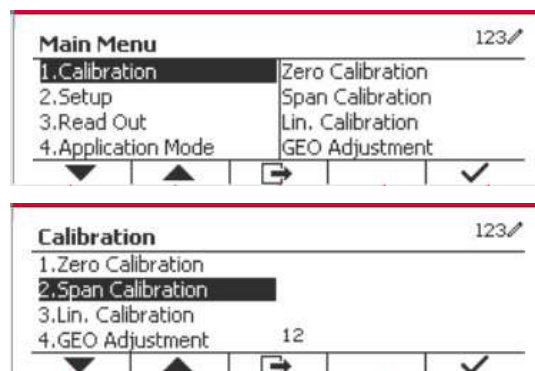 Main Menu 123
1.Calibration Zero Calibration
2.Setup Span Calibration
3.Read Out Lin. Calibration
4.Application Mode GEO Adjustment
Calibration 123
1.Zero Calibration
2.Span Calibration
3.Lin. Calibration
4.GEO Adjustment 12